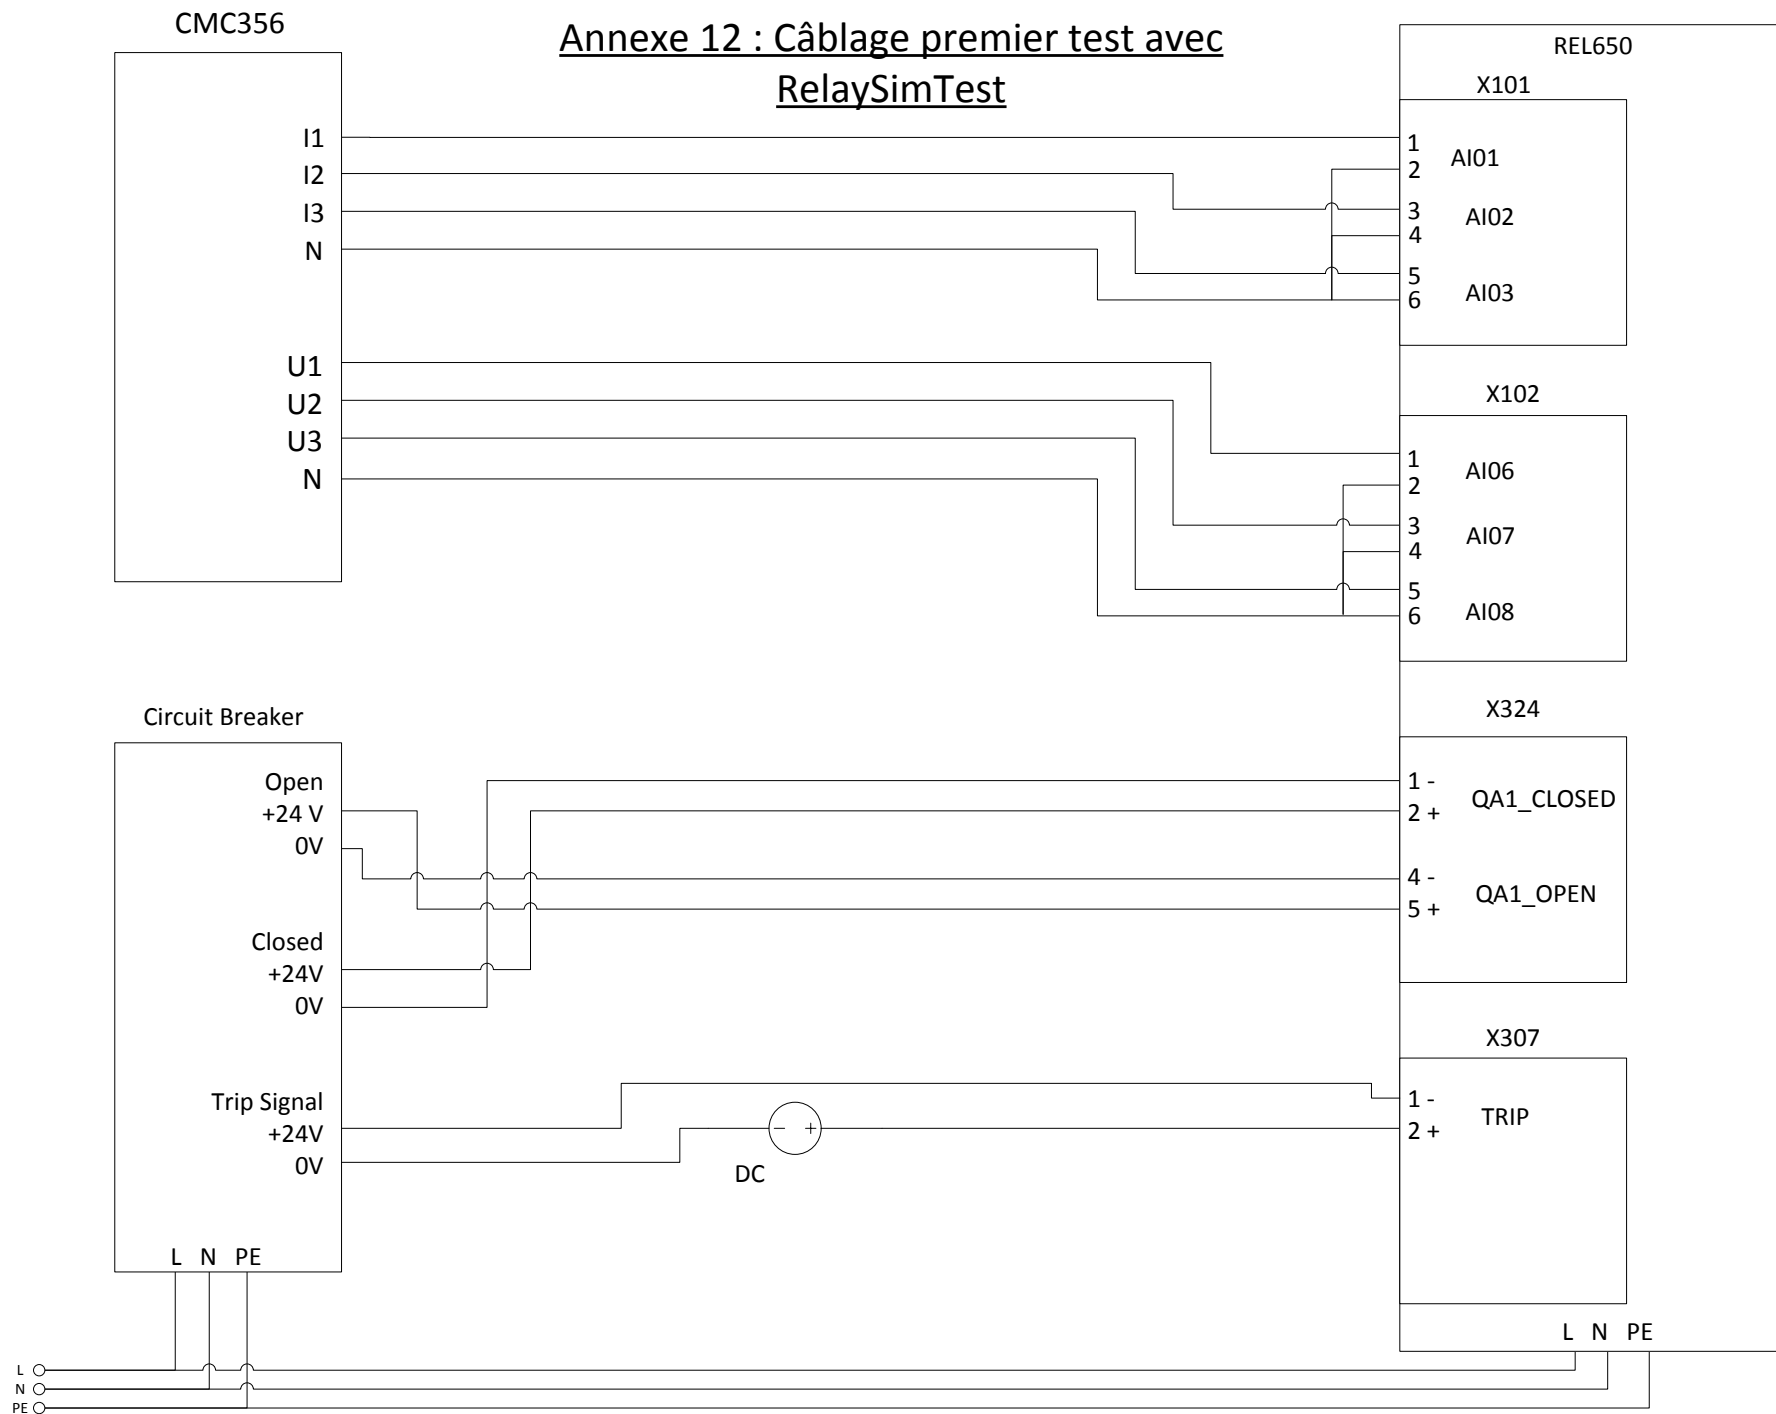 CMC356
Annexe 12 : Câblage premier test avec
RelaySimTest
REL650
X101
I1
I2
I3
N
1
2
AI01
3
4
AI02
5
6
AI03
U1
U2
U3
N
X102
1
2
AI06
3
4
AI07
5
6
AI08
Circuit Breaker
Open
+24 V
0V
Closed
+24V
0V
Trip Signal
+24V
0V
L N PE
X324
1 -
2 +
QA1_CLOSED
4 -
5 +
QA1_OPEN
X307
1 -
2 +
TRIP
− +
DC
L N PE
L
N
PE